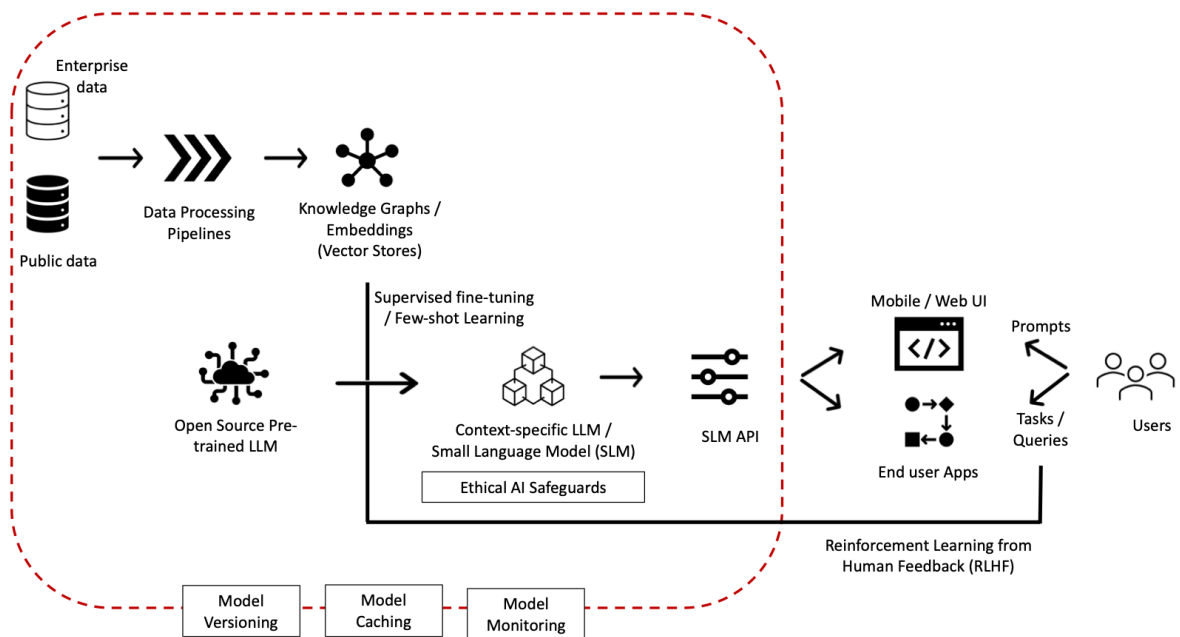 Enterprise
data
Public data
Data Processing
Pipelines
Knowledge Graphs /
Embeddings
(Vector Stores)
Supervised fine-tuning
/ Few-shot Learning
Open Source Pre-
trained LLM
Context-specific LLM /
Small Language Model (SLM)
Ethical AI Safeguards
SLM API
Mobile / Web UI
</>
End user Apps
Prompts
Tasks /
Queries
Users
Reinforcement Learning from
Human Feedback (RLHF)
Model
Versioning
Model
Caching
Model
Monitoring